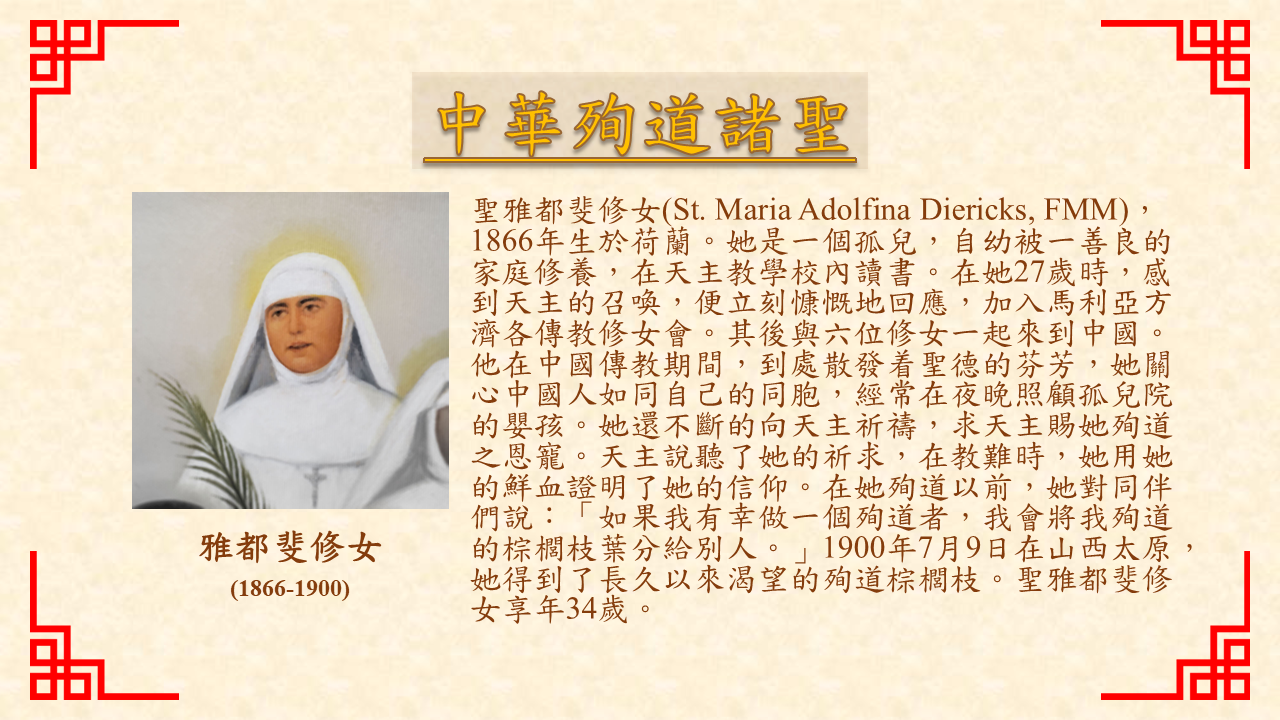 中華殉道諸聖
聖雅都斐修女(St. Maria Adolfina Diericks, FMM)，
1866年生於荷蘭。她是一個孤兒，自幼被一善良的
家庭修養，在天主教學校內讀書。在她27歲時，感
到天主的召喚，便立刻慷慨地回應，加入馬利亞方
濟各傳教修女會。其後與六位修女一起來到中國。
他在中國傳教期間，到處散發着聖德的芬芳，她關
心中國人如同自己的同胞，經常在夜晚照顧孤兒院
的嬰孩。她還不斷的向天主祈禱，求天主賜她殉道
之恩寵。天主說聽了她的祈求，在教難時，她用她
的鮮血證明了她的信仰。在她殉道以前，她對同伴
們說：「如果我有幸做一個殉道者，我會將我殉道
的棕櫚枝葉分給別人。」1900年7月9日在山西太原，
她得到了長久以來渴望的殉道棕櫚枝。聖雅都斐修
女享年34歲。
雅都斐修女
(1866-1900)